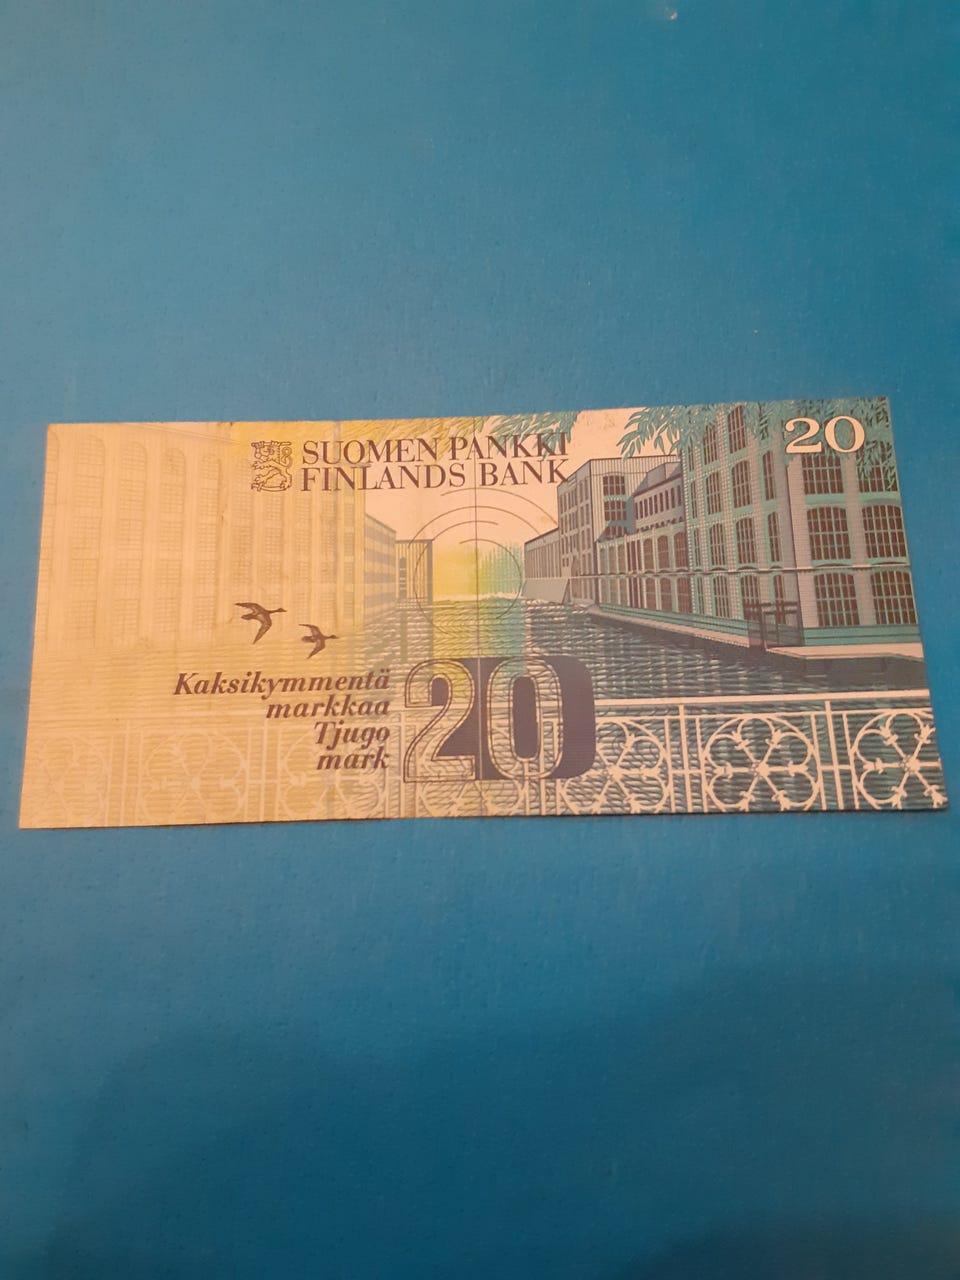 SUOMEN PANKKI
FINLANDS BANK
20
Kaksikymmentä
markkaa
Tjugo
mark
20